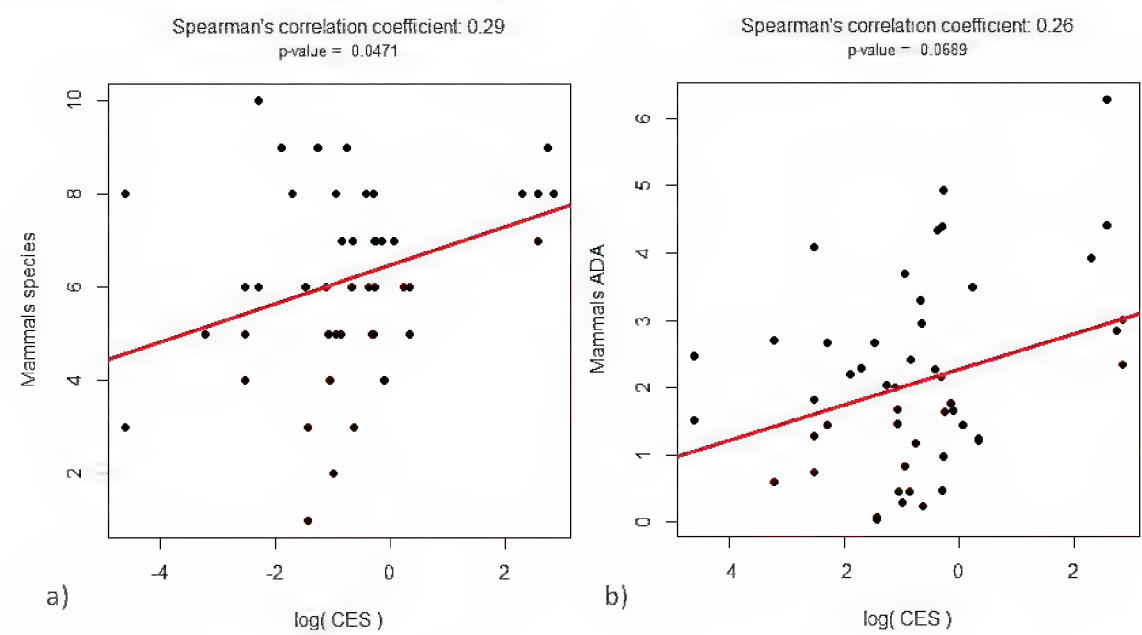 Spearman's correlation coefficient: 0.29
p-value = 0.0471
10
8
6
4
2
Mammals species
-4
-2
0
2
log( CES )
a)
Spearman's correlation coefficient: 0.26
p-value = 0.0689
6
5
4
3
2
1
0
Mammals ADA
4
2
0
2
log( CES )
b)